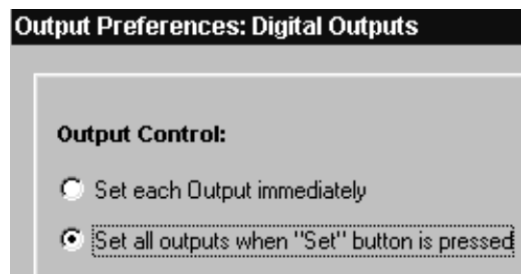 Output Preferences: Digital Outputs
Output Control:
Set each Output immediately
Set all outputs when "Set" button is pressed